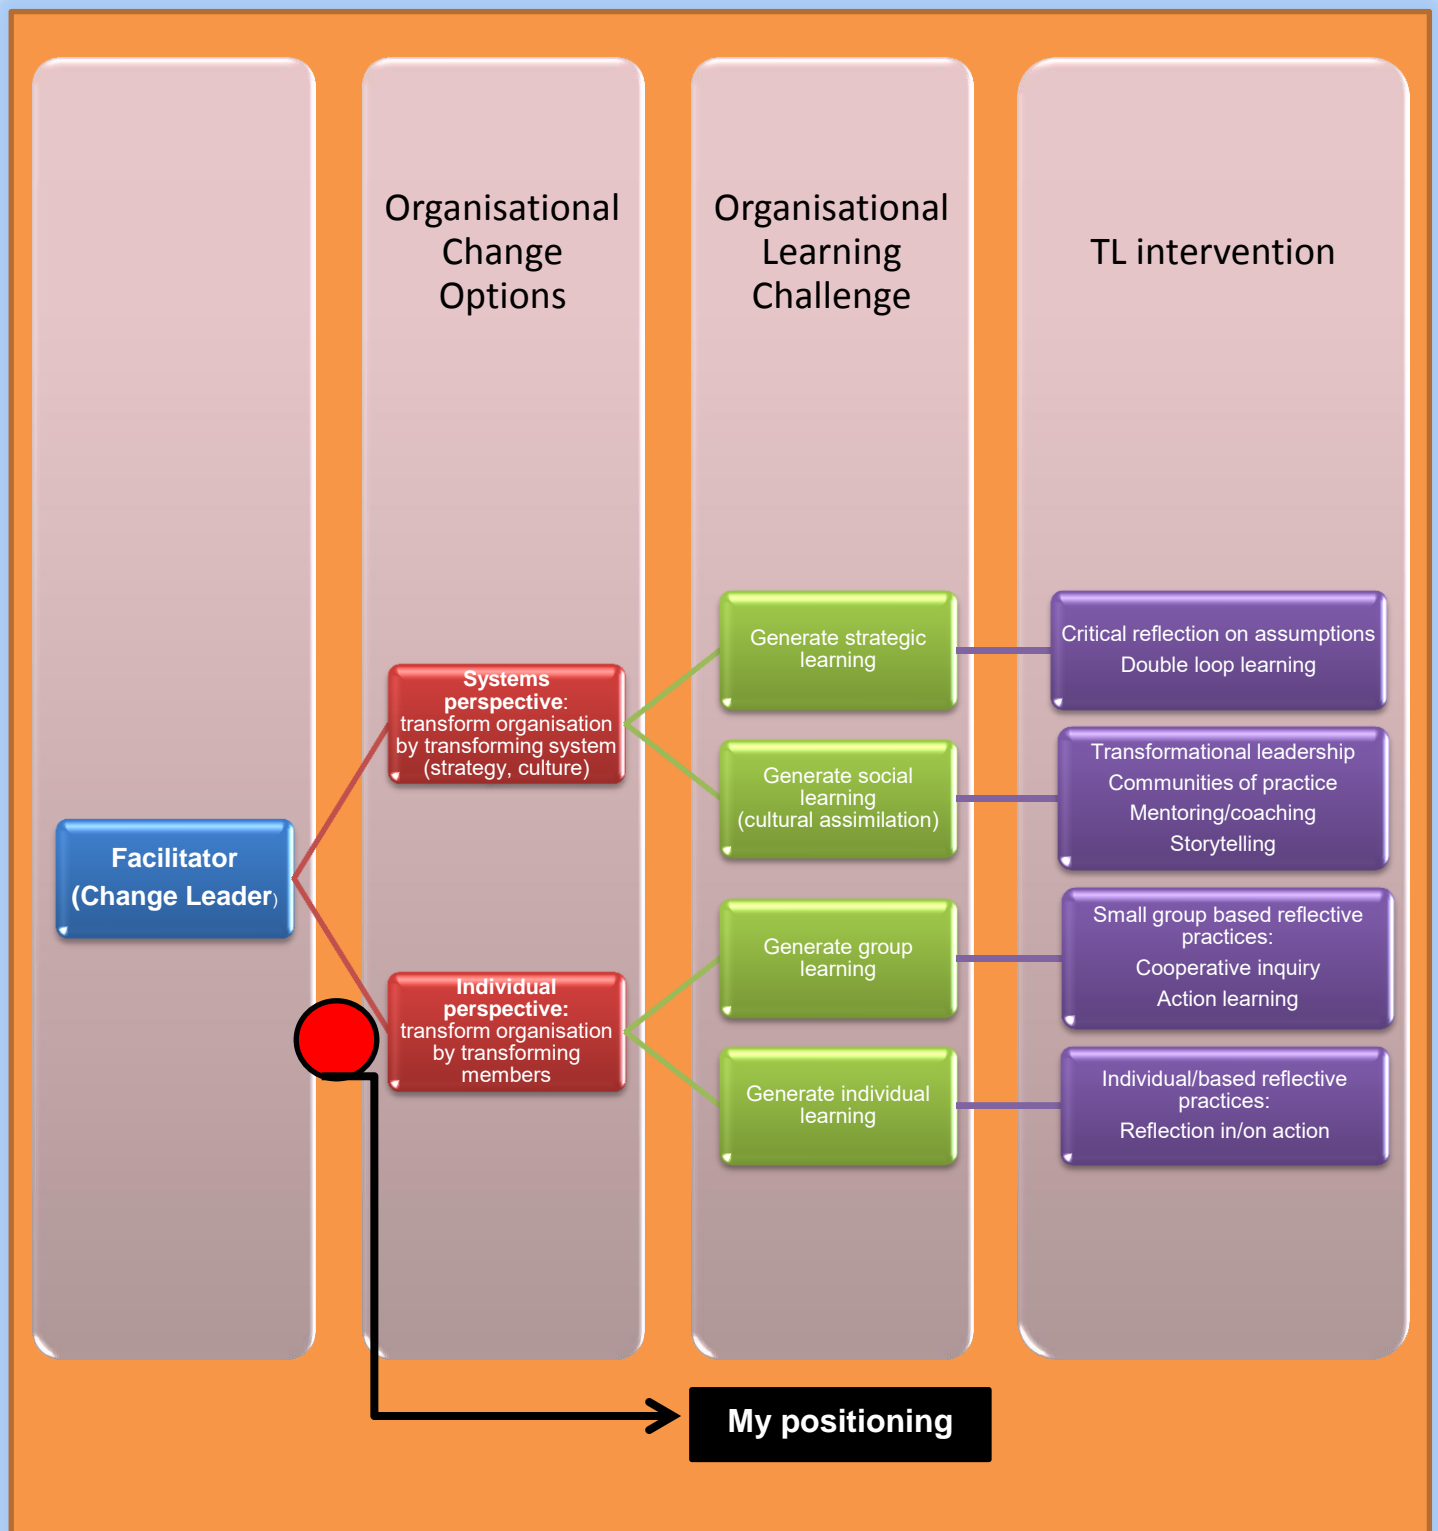 Organisational
Change
Options
Organisational
Learning
Challenge
TL intervention
Facilitator
(Change Leader)
Systems
perspective:
transform organisation
by transforming system
(strategy, culture)
Individual
perspective:
transform organisation
by transforming
members
Generate strategic
learning
Generate social
learning
(cultural assimilation)
Generate group
learning
Generate individual
learning
Critical reflection on assumptions
Double loop learning
Transformational leadership
Communities of practice
Mentoring/coaching
Storytelling
Small group based reflective
practices:
Cooperative inquiry
Action learning
Individual/based reflective
practices:
Reflection in/on action
My positioning